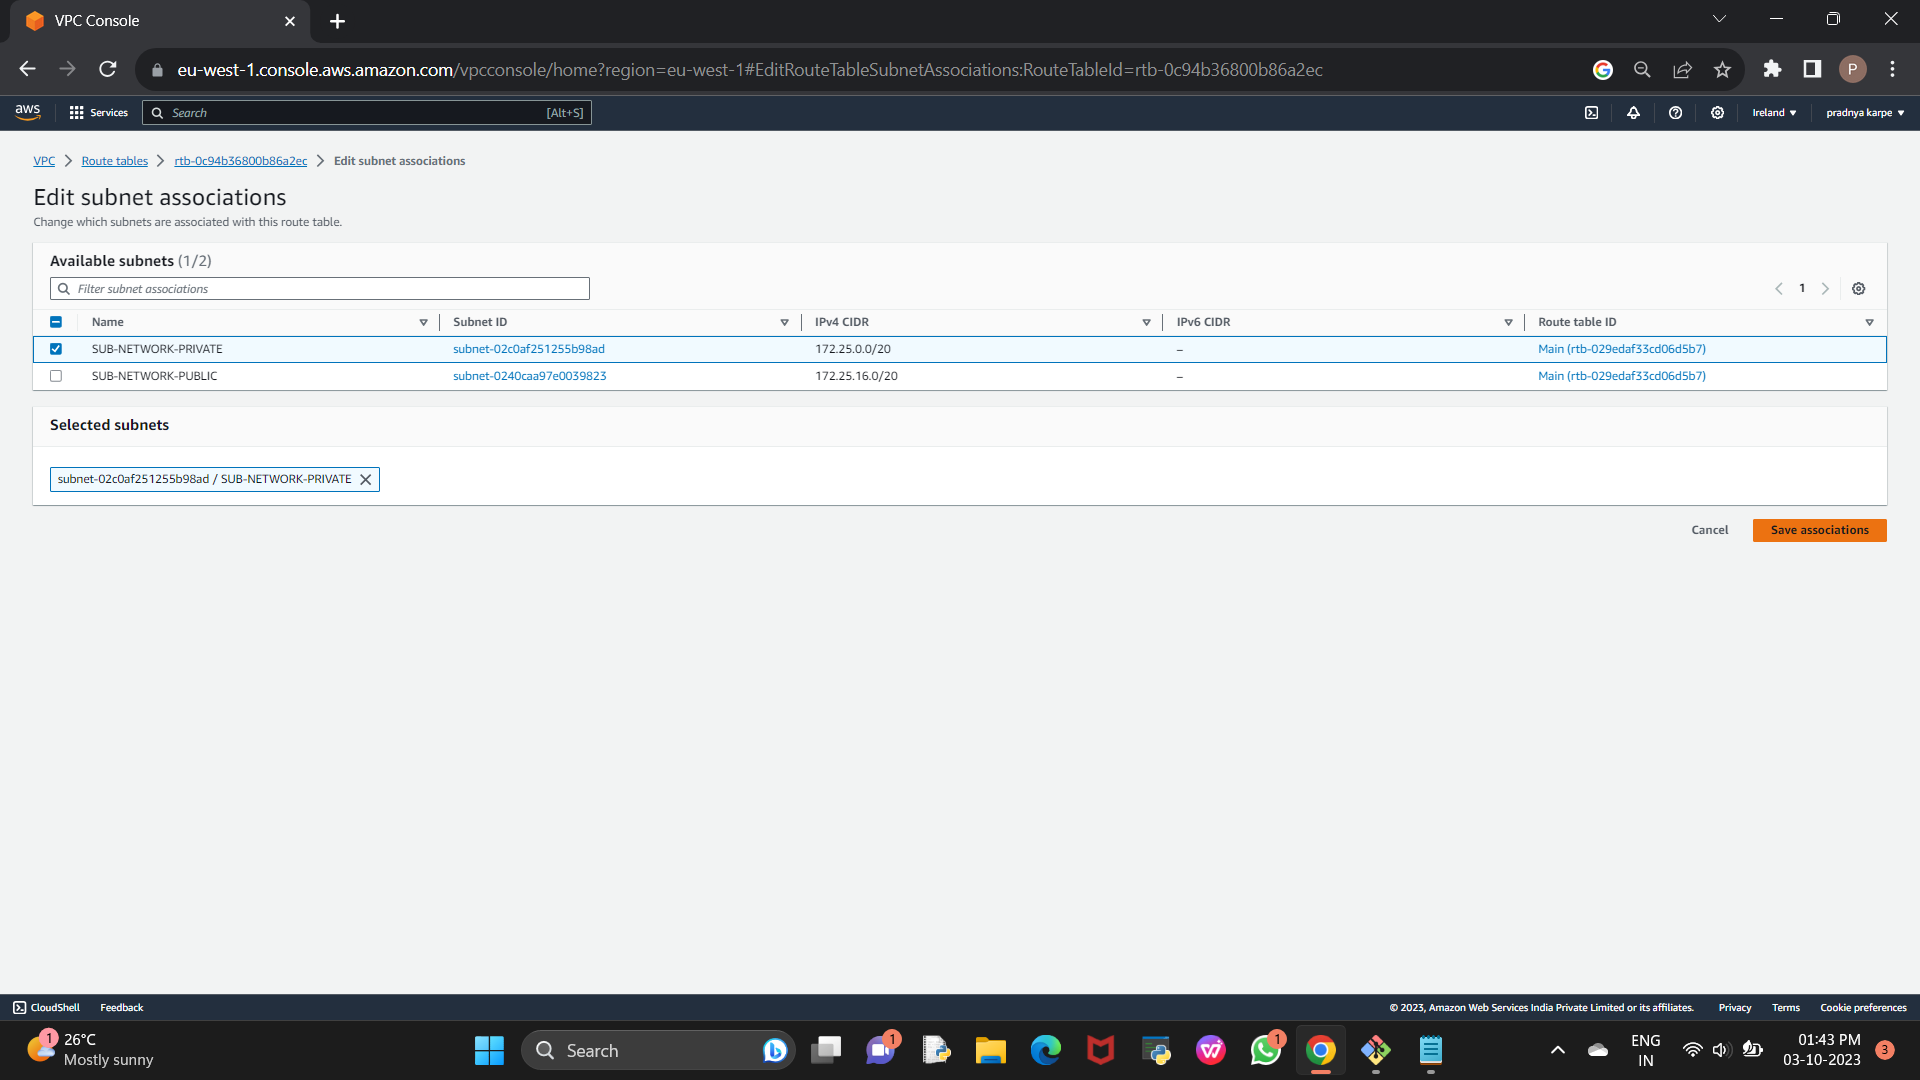 VPC Console
eu-west-1.console.aws.amazon.com/vpcconsole/home?region=eu-west-1#EditRouteTableSubnetAssociations:RouteTableId=rtb-0c94b36800b86a2ec
P
aws Services Search [Alt+S] Ireland pradnya karpe
VPC Route tables rtb-0c94b36800b86a2ec Edit subnet associations
Edit subnet associations
Change which subnets are associated with this route table.
Available subnets (1/2)
Filter subnet associations
1
Name Subnet ID IPv4 CIDR IPv6 CIDR Route table ID
SUB-NETWORK-PRIVATE subnet-02c0af251255b98ad 172.25.0.0/20 – Main (rtb-029edaf33cd06d5b7)
SUB-NETWORK-PUBLIC subnet-0240caa97e0039823 172.25.16.0/20 – Main (rtb-029edaf33cd06d5b7)
Selected subnets
subnet-02c0af251255b98ad / SUB-NETWORK-PRIVATE
Cancel Save associations
CloudShell Feedback © 2023, Amazon Web Services India Private Limited or its affiliates. Privacy Terms Cookie preferences
1 26°C
Mostly sunny
Search
1
1
ENG
IN
01:43 PM
03-10-2023
3